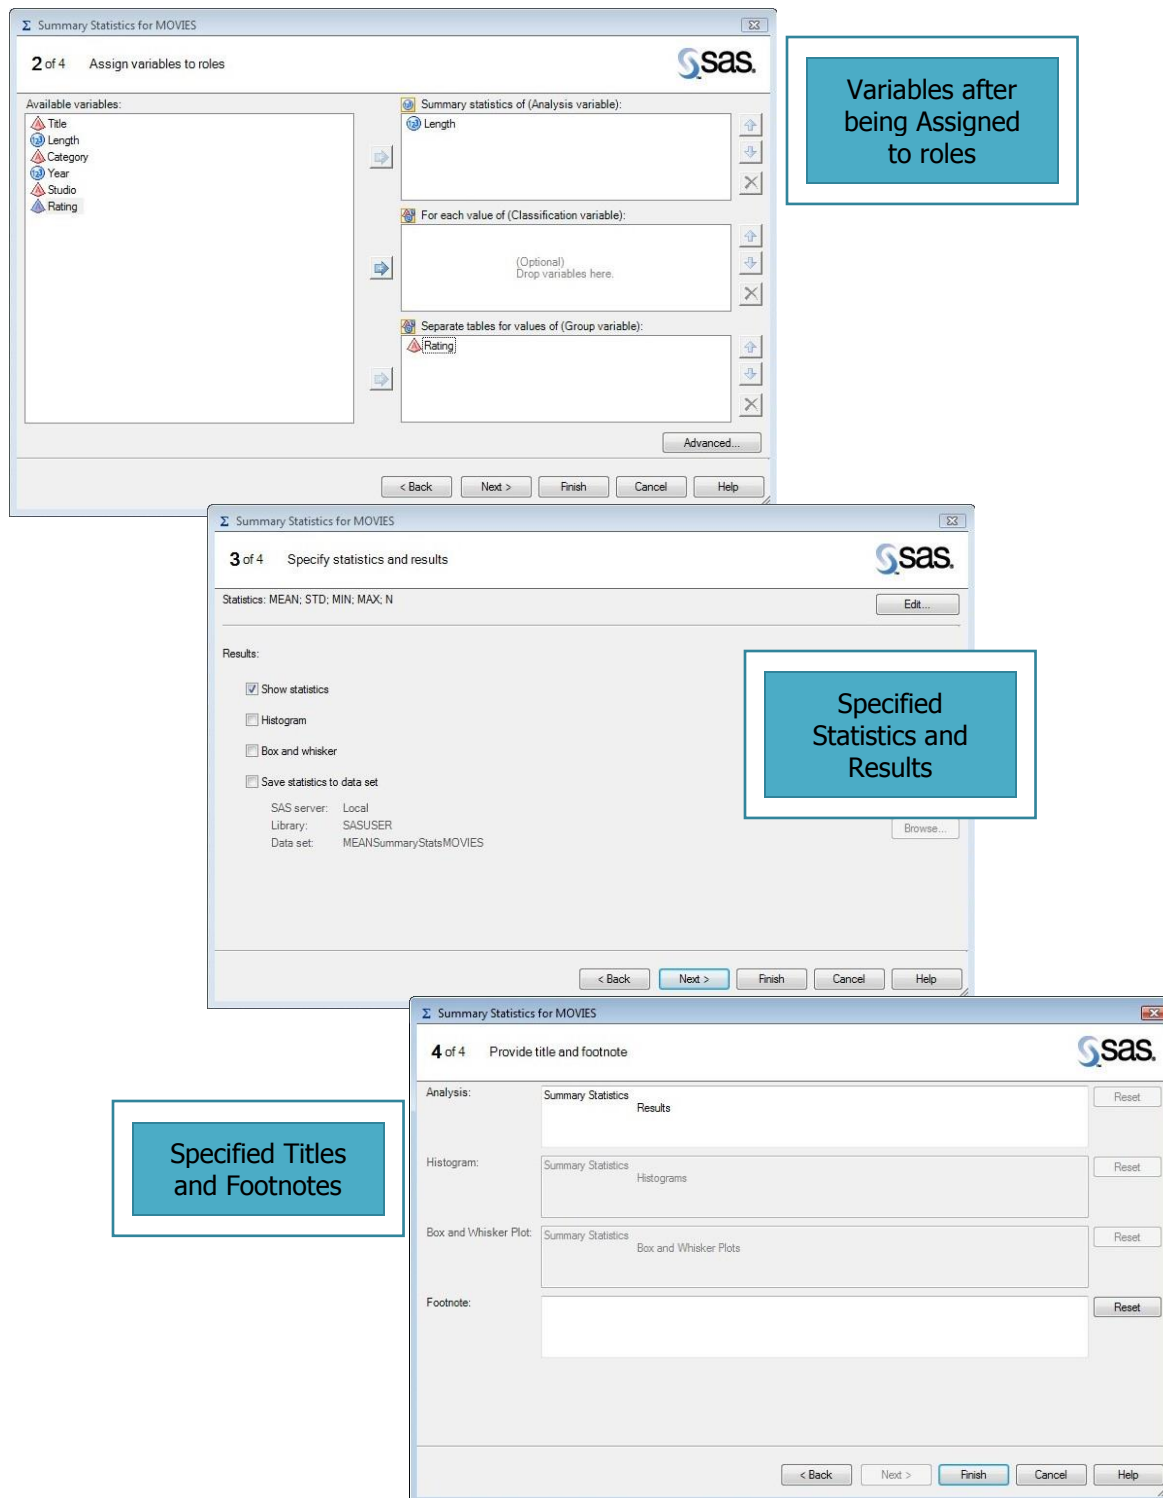 Summary Statistics for MOVIES
2 of 4 Assign variables to roles
sas.
Available variables:
Title
Length
Category
Year
Studio
Rating
Summary statistics of (Analysis variable):
Length
For each value of (Classification variable):
(Optional)
Drop variables here.
Separate tables for values of (Group variable):
Rating
Advanced...
< Back Next > Finish Cancel Help
Variables after
being Assigned
to roles
Summary Statistics for MOVIES
3 of 4 Specify statistics and results
sas.
Statistics: MEAN; STD; MIN; MAX; N
Edit...
Results:
Show statistics
Histogram
Box and whisker
Save statistics to data set
SAS server: Local
Library: SASUSER
Data set: MEANSummaryStatsMOVIES
Browse...
< Back Next > Finish Cancel Help
Specified
Statistics and
Results
Summary Statistics for MOVIES
4 of 4 Provide title and footnote
sas.
Analysis: Summary Statistics Reset
Results
Histogram: Summary Statistics Reset
Histograms
Box and Whisker Plot: Summary Statistics Reset
Box and Whisker Plots
Footnote: Reset
< Back Next > Finish Cancel Help
Specified Titles
and Footnotes